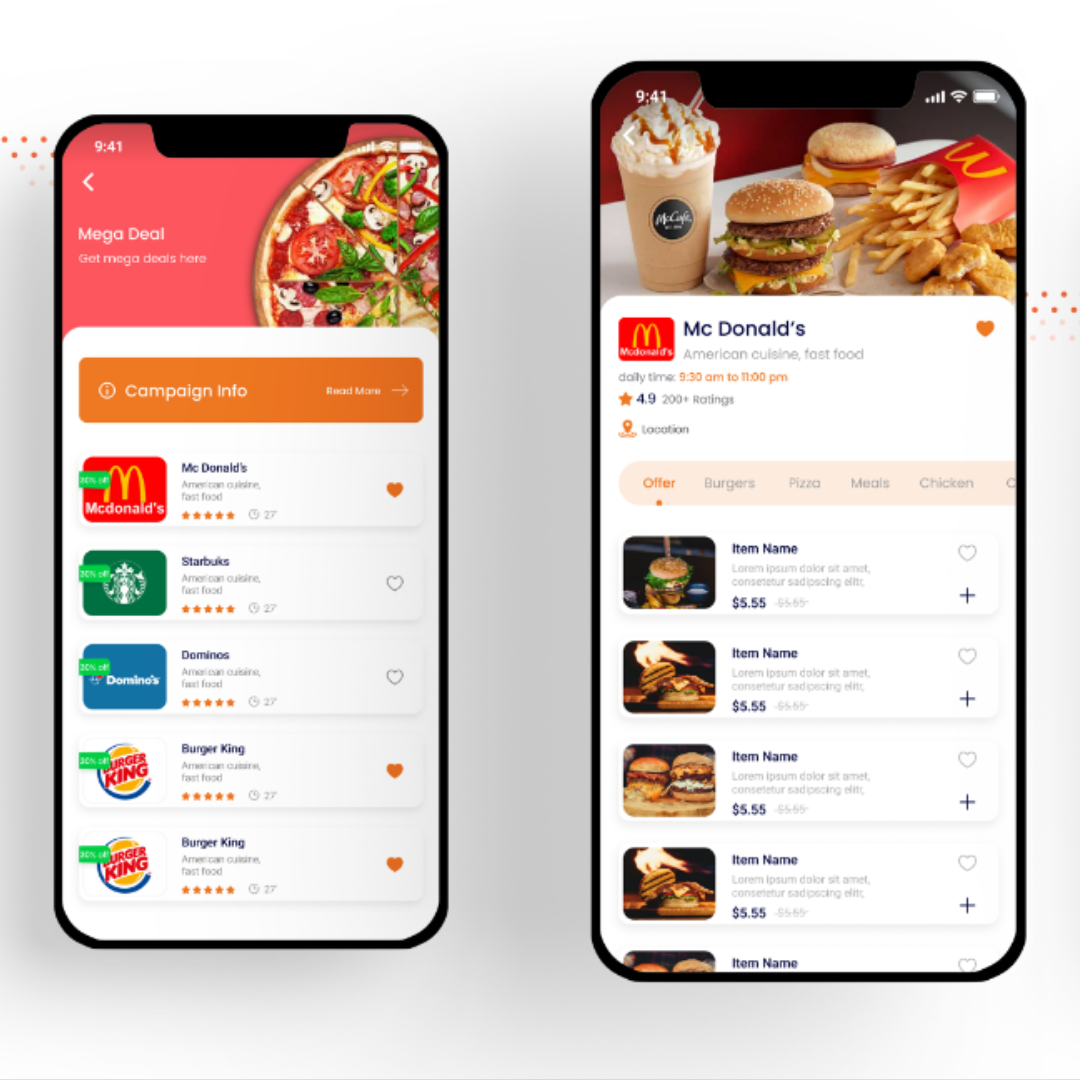 9:41
Mega Deal
Get mega deals here
Campaign Info
Read More
30% off
Mcdonald's
Mc Donald's
American cuisine,
fast food
27'
30% off
Starbuks
American cuisine,
fast food
27'
30% off
Domino's
Dominos
American cuisine,
fast food
27'
30% off
BURGER
KING
Burger King
American cuisine,
fast food
27'
30% off
BURGER
KING
Burger King
American cuisine,
fast food
27'
9:41
McCafé
Mcdonald's
Mc Donald's
American cuisine, fast food
daily time: 9:30 am to 11:00 pm
4.9 200+ Ratings
Location
Offer Burgers Pizza Meals Chicken
Item Name
Lorem ipsum dolor sit amet,
consetetur sadipscing elitr,
$5.55 $5.55
Item Name
Lorem ipsum dolor sit amet,
consetetur sadipscing elitr,
$5.55 $5.55
Item Name
Lorem ipsum dolor sit amet,
consetetur sadipscing elitr,
$5.55 $5.55
Item Name
Lorem ipsum dolor sit amet,
consetetur sadipscing elitr,
$5.55 $5.55
Item Name